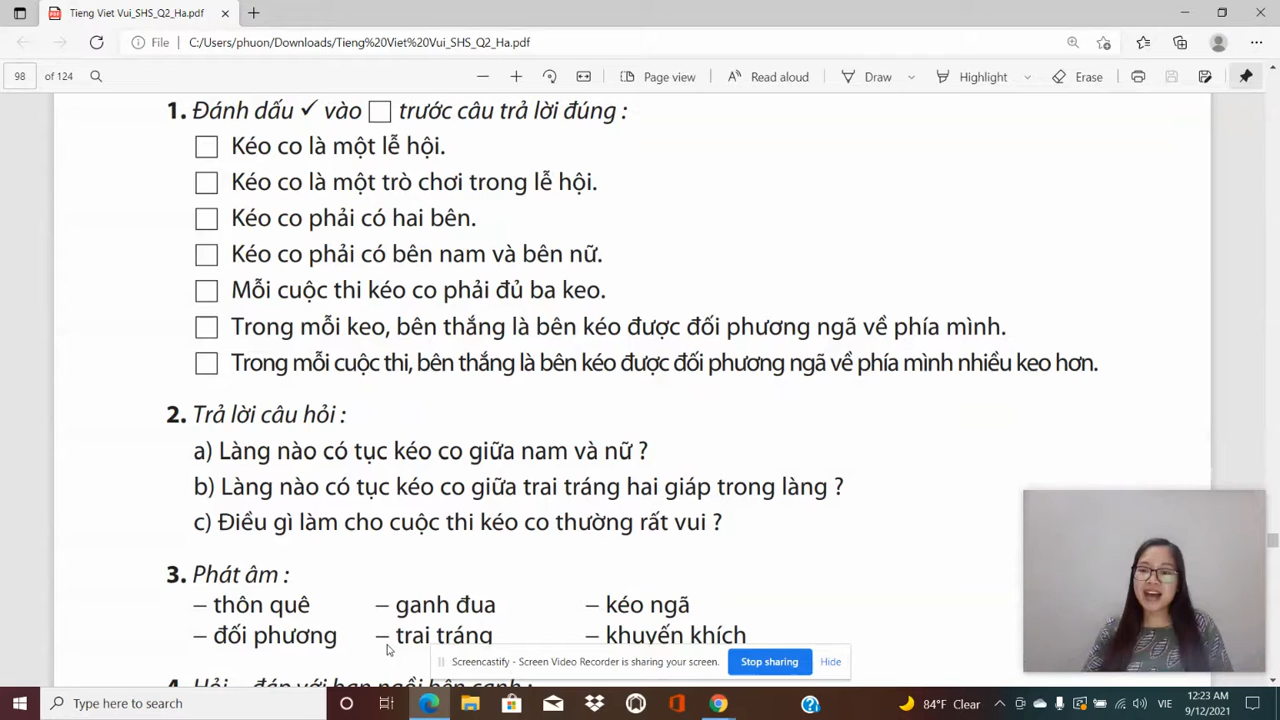 Tieng Viet Vui_SHS_Q2_Ha.pdf
File C:/Users/phuon/Downloads/Tieng%20Viet%20Vui_SHS_Q2_Ha.pdf
98 of 124 Page view Read aloud Draw Highlight Erase
1. Đánh dấu ✓ vào □ trước câu trả lời đúng :
□ Kéo co là một lễ hội.
□ Kéo co là một trò chơi trong lễ hội.
□ Kéo co phải có hai bên.
□ Kéo co phải có bên nam và bên nữ.
□ Mỗi cuộc thi kéo co phải đủ ba keo.
□ Trong mỗi keo, bên thắng là bên kéo được đối phương ngã về phía mình.
□ Trong mỗi cuộc thi, bên thắng là bên kéo được đối phương ngã về phía mình nhiều keo hơn.
2. Trả lời câu hỏi :
a) Làng nào có tục kéo co giữa nam và nữ ?
b) Làng nào có tục kéo co giữa trai tráng hai giáp trong làng ?
c) Điều gì làm cho cuộc thi kéo co thường rất vui ?
3. Phát âm :
– thôn quê – ganh đua – kéo ngã
– đối phương – trai tráng – khuyến khích
Screencastify - Screen Video Recorder is sharing your screen. Stop sharing Hide
4. Hỏi – đáp với bạn ngồi bên cạnh :
Type here to search 84°F Clear VIE 12:23 AM
9/12/2021